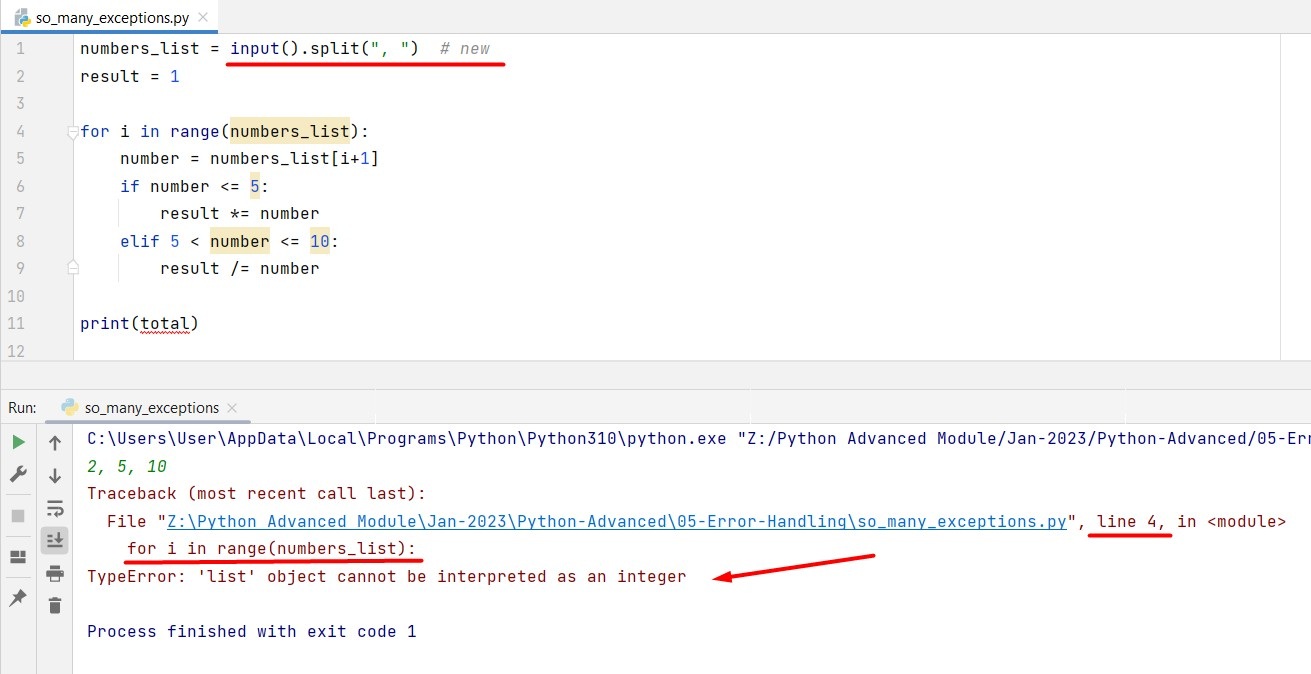 so_many_exceptions.py
1 numbers_list = input().split(", ")  # new
2 result = 1
3
4 for i in range(numbers_list):
5     number = numbers_list[i+1]
6     if number <= 5:
7         result *= number
8     elif 5 < number <= 10:
9         result /= number
10
11 print(total)
12
Run: so_many_exceptions
C:\Users\User\AppData\Local\Programs\Python\Python310\python.exe "Z:/Python Advanced Module/Jan-2023/Python-Advanced/05-Err
2, 5, 10
Traceback (most recent call last):
  File "Z:\Python Advanced Module\Jan-2023\Python-Advanced\05-Error-Handling\so_many_exceptions.py", line 4, in <module>
    for i in range(numbers_list):
TypeError: 'list' object cannot be interpreted as an integer
Process finished with exit code 1